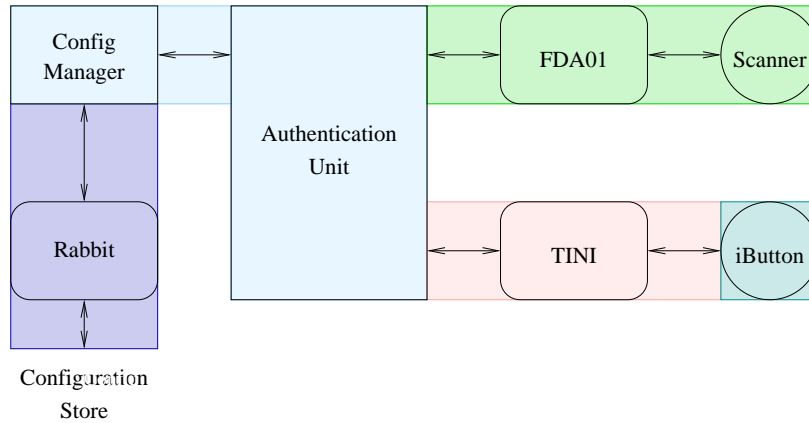 Config
Manager
FDA01
Scanner
Authentication
Unit
Rabbit
TINI
iButton
Configuration
Store